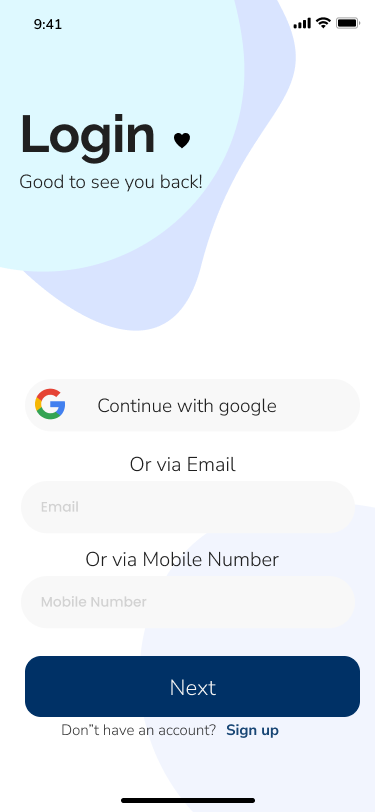 9:41
Login
Good to see you back!
Continue with google
Or via Email
Email
Or via Mobile Number
Mobile Number
Next
Don"t have an account? Sign up